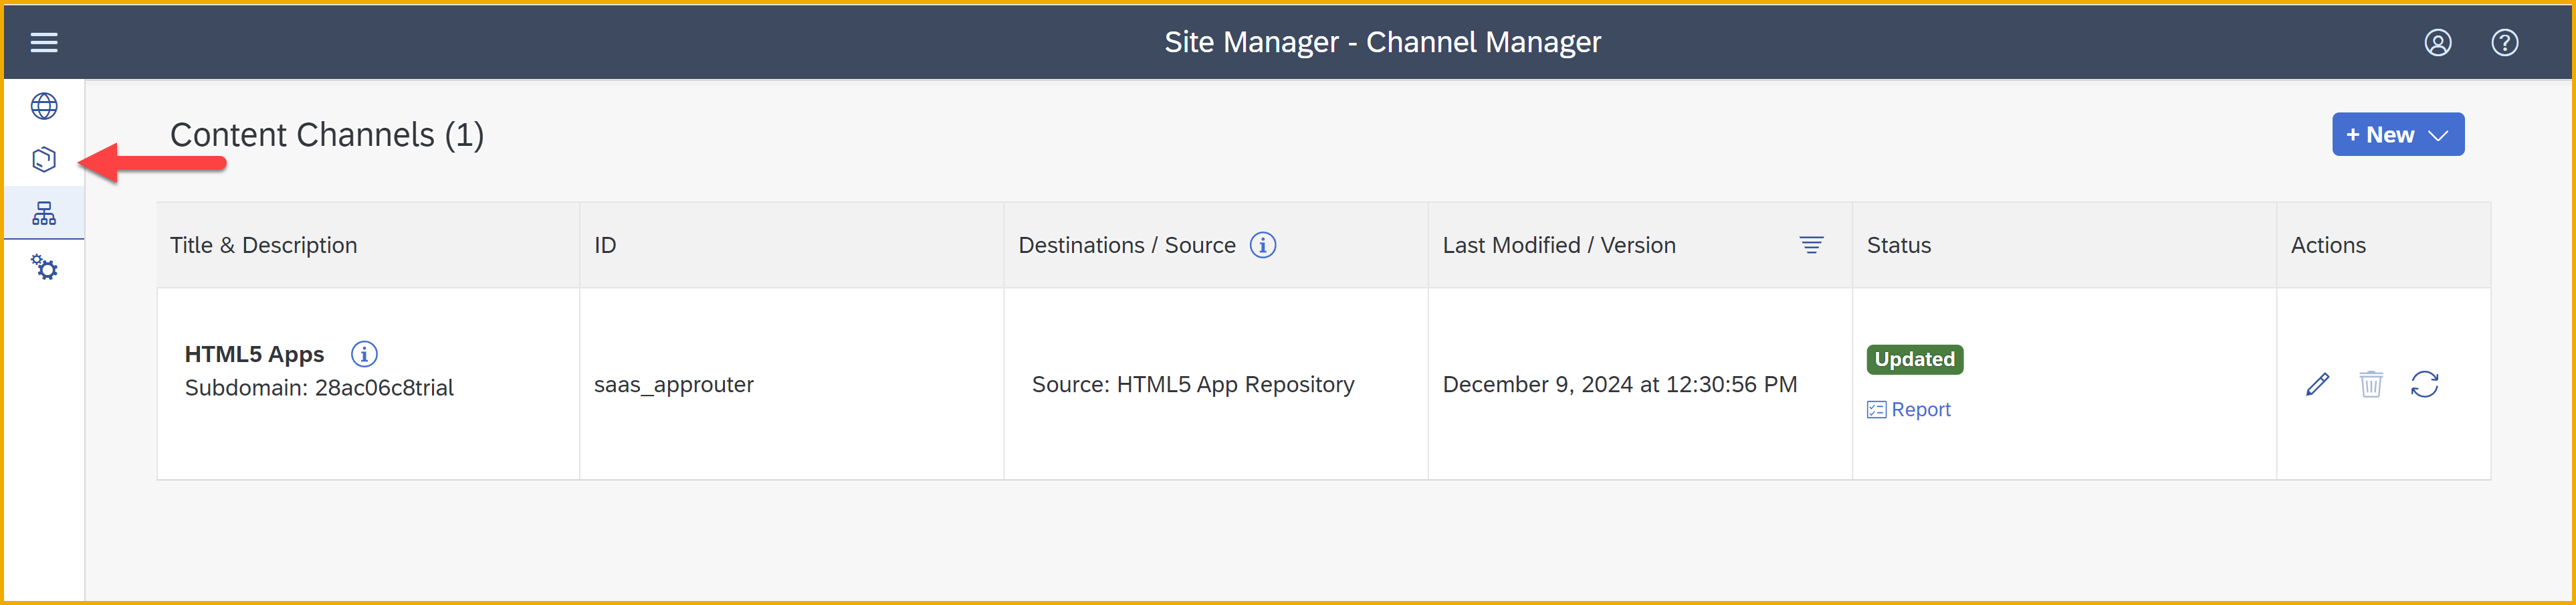 Site Manager - Channel Manager
Content Channels (1)
+ New
Title & Description
ID
Destinations / Source
Last Modified / Version
Status
Actions
HTML5 Apps
Subdomain: 28ac06c8trial
saas_approuter
Source: HTML5 App Repository
December 9, 2024 at 12:30:56 PM
Updated
Report